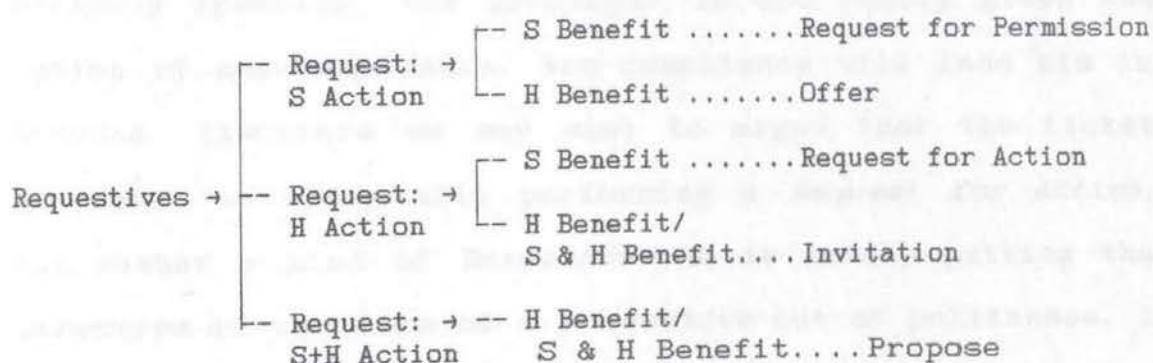 S Benefit .......Request for Permission
Request: →
S Action
H Benefit .......Offer
S Benefit .......Request for Action
Requestives → Request: →
H Action H Benefit/
S & H Benefit....Invitation
Request: → H Benefit/
S+H Action S & H Benefit....Propose